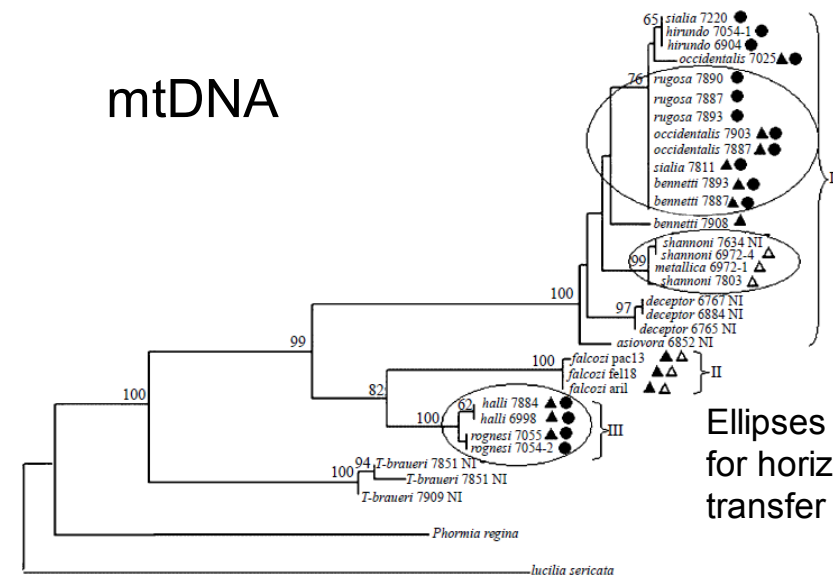 mtDNA
65 sialia 7220 ●
hirundo 7054-1 ●
hirundo 6904 ●
occidentalis 7025 ▲●
76 rugosa 7890 ●
rugosa 7887 ●
rugosa 7893 ●
occidentalis 7903 ▲●
occidentalis 7887 ▲●
sialia 7811 ▲●
bennetti 7893 ▲●
bennetti 7887 ▲●
I
bennetti 7908 ▲
shannoni 7634 NI
shannoni 6972-4 △
99 metallica 6972-1 △
shannoni 7803 △
100
97 deceptor 6767 NI
deceptor 6884 NI
deceptor 6765 NI
asiovora 6852 NI
99
100 falcozi pac13 ▲△
falcozi fel18 ▲△
II
falcozi aril ▲△
100
82
62 halli 7884 ▲●
halli 6998 ▲●
100
III
rognesi 7055 ▲●
rognesi 7054-2 ●
Ellipses
for horiz
transfer
94 T-braueri 7851 NI
100 T-braueri 7851 NI
T-braueri 7909 NI
Phormia regina
lucilia sericata